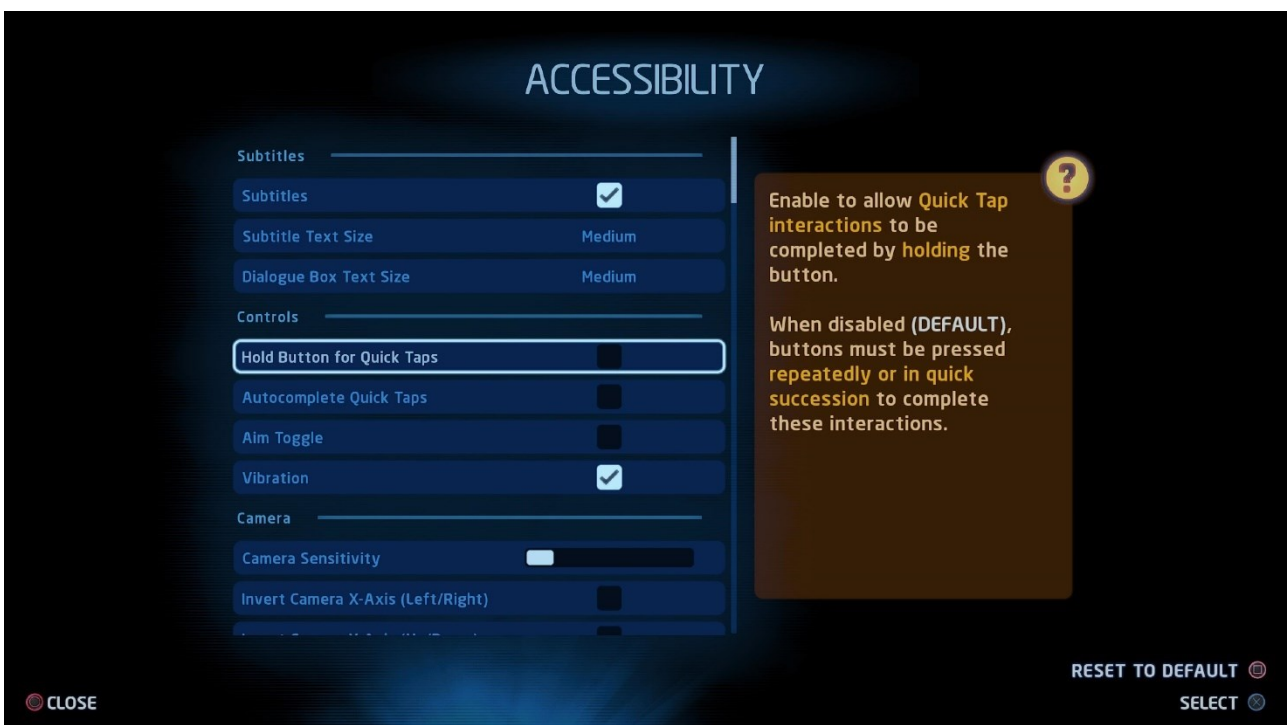 ACCESSIBILITY
Subtitles
Subtitles
Subtitle Text Size Medium
Dialogue Box Text Size Medium
Controls
Hold Button for Quick Taps
Autocomplete Quick Taps
Aim Toggle
Vibration
Camera
Camera Sensitivity
Invert Camera X-Axis (Left/Right)
?
Enable to allow Quick Tap
interactions to be
completed by holding the
button.
When disabled (DEFAULT),
buttons must be pressed
repeatedly or in quick
succession to complete
these interactions.
RESET TO DEFAULT
CLOSE
SELECT